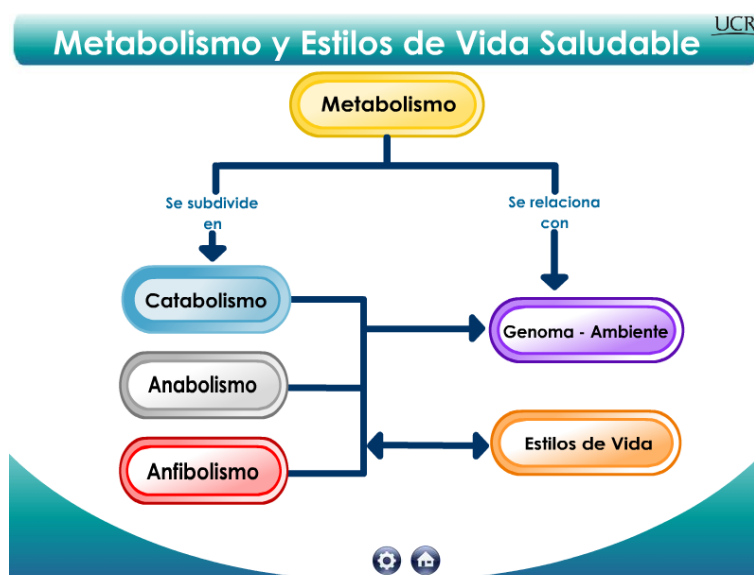 UCR
Metabolismo y Estilos de Vida Saludable
Metabolismo
Se subdivide
en
Se relaciona
con
Catabolismo
Genoma - Ambiente
Anabolismo
Estilos de Vida
Anfibolismo